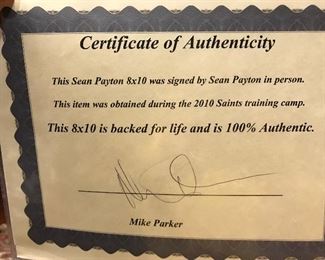 Certificate of Authenticity
This Sean Payton 8x10 was signed by Sean Payton in person.
This item was obtained during the 2010 Saints training camp.
This 8x10 is backed for life and is 100% Authentic.
Mike Parker